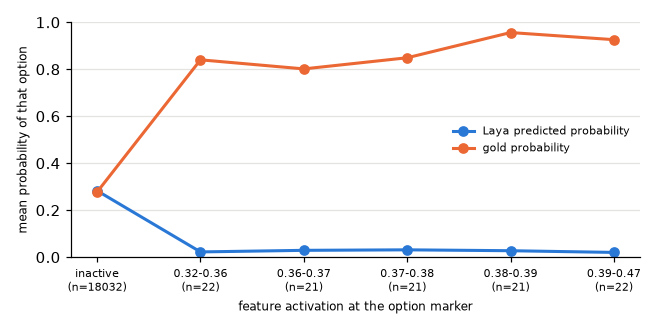 mean probability of that option
1.0
0.8
0.6
0.4
0.2
0.0
Laya predicted probability
gold probability
inactive
(n=18032)
0.32-0.36
(n=22)
0.36-0.37
(n=21)
0.37-0.38
(n=21)
0.38-0.39
(n=21)
0.39-0.47
(n=22)
feature activation at the option marker